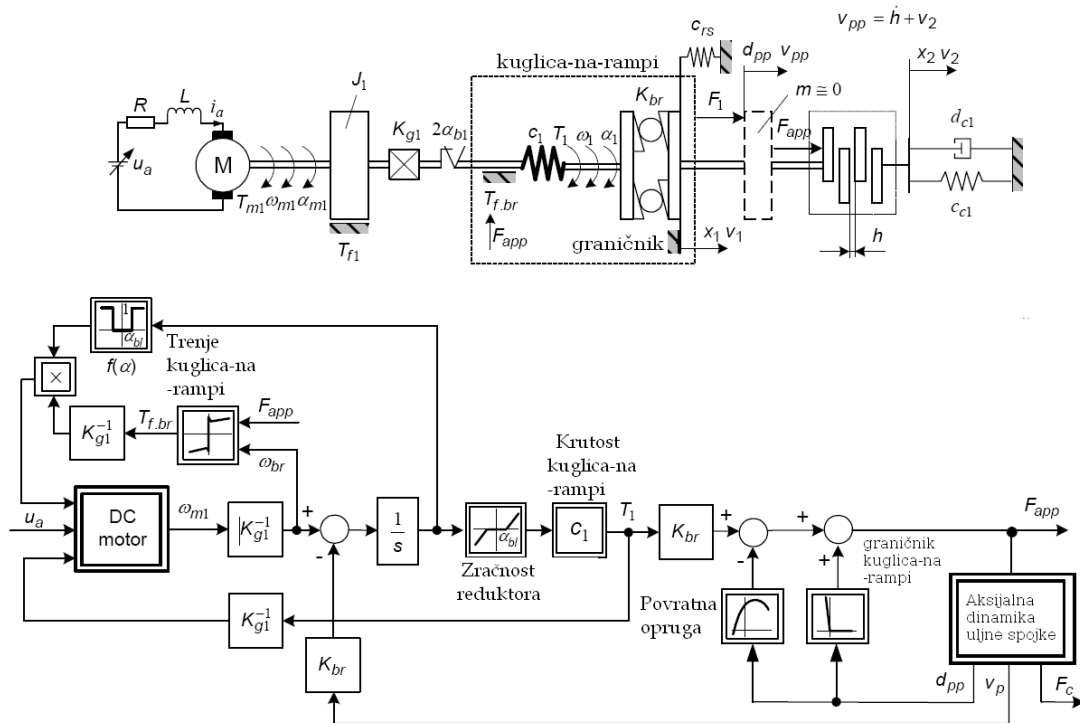 v_pp = ḣ + v_2
c_rs
kuglica-na-rampi
d_pp v_pp
x_2 v_2
J_1
K_br
F_1
m ≅ 0
R L i_a
K_g1
2α_b1
c_1 T_1 ω_1 α_1
F_app
d_c1
u_a
M
T_m1 ω_m1 α_m1
T_f.br
c_c1
T_f1
F_app
graničnik
x_1 v_1
h
1
α_bl
f(α)
Trenje
kuglica-na
-rampi
×
K_g1^-1
T_f.br
F_app
ω_br
Krutost
kuglica-na
-rampi
u_a
DC
motor
ω_m1
K_g1^-1
+
-
1
s
α_bl
Zračnost
reduktora
c_1
T_1
K_br
+
-
+
+
F_app
graničnik
kuglica-na
-rampi
K_g1^-1
Povratna
opruga
Aksijalna
dinamika
uljne spojke
K_br
d_pp
v_p
F_c